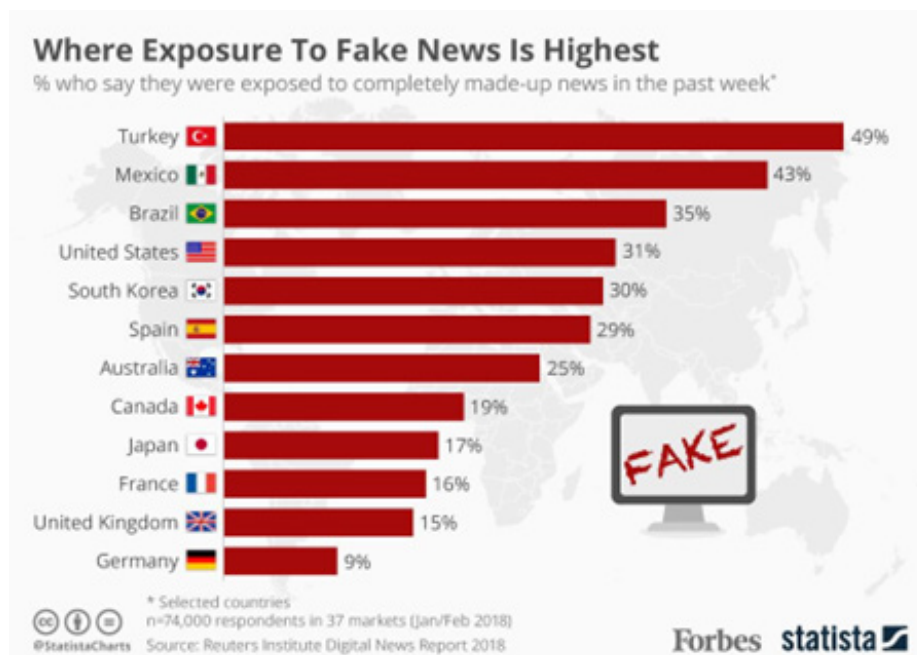 Where Exposure To Fake News Is Highest
% who say they were exposed to completely made-up news in the past week*
Turkey 49%
Mexico 43%
Brazil 35%
United States 31%
South Korea 30%
Spain 29%
Australia 25%
Canada 19%
Japan 17%
France 16%
United Kingdom 15%
Germany 9%
FAKE
* Selected countries
n=74,000 respondents in 37 markets (Jan/Feb 2018)
@StatistaCharts Source: Reuters Institute Digital News Report 2018
cc
Forbes statista